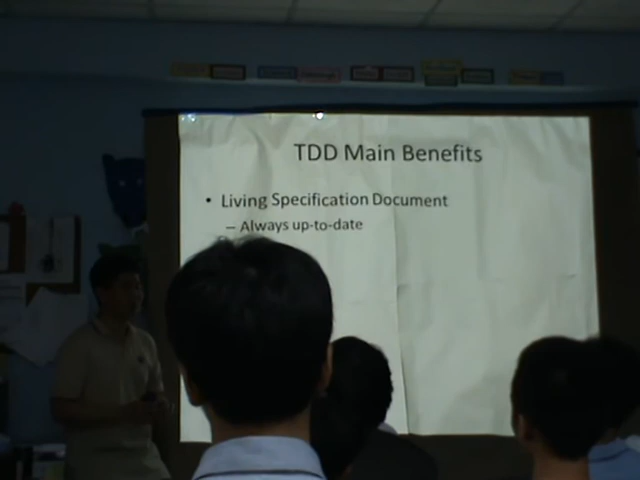 TDD Main Benefits
• Living Specification Document
– Always up-to-date